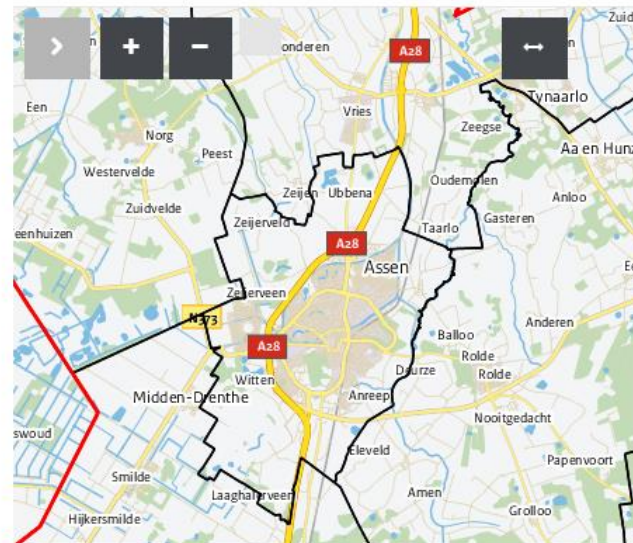 A28
Zuid
onderen
Tynaarlo
Een
Vries
Zeegse
Norg
Peest
Aa en Hunz
Westervelde
Oudemolen
Zeijen Ubbena
Anloo
Zuidvelde
Zeijerveld
Gasteren
Taarlo
eenhuizen
A28
Assen
Ee
Zeijerveen
N373
Anderen
Balloo
A28
Rolde
Deurze
Rolde
Witten
Midden-Drenthe
Anreep
Nooitgedacht
swoud
Eleveld
Papenvoort
Smilde
Laaghalerveen
Amen
Hijkersmilde
Grolloo